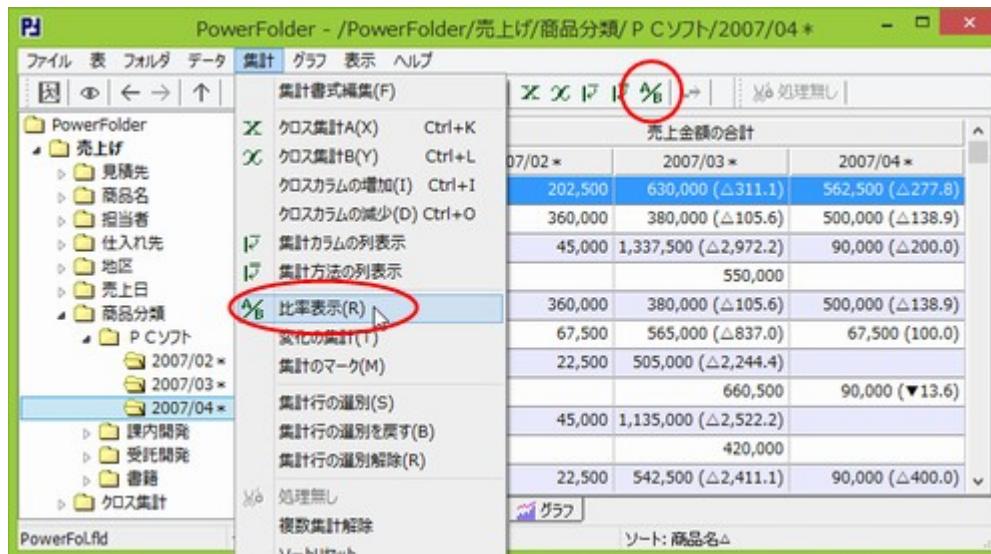 PowerFolder - /PowerFolder/売上げ/商品分類/ＰＣソフト/2007/04 *
ファイル 表 フォルダ データ 集計 グラフ 表示 ヘルプ
処理無し
PowerFolder
売上げ
見積先
商品名
担当者
仕入れ先
地区
売上日
商品分類
ＰＣソフト
2007/02 *
2007/03 *
2007/04 *
課内開発
受託開発
書籍
クロス集計
集計書式編集(F)
クロス集計A(X) Ctrl+K
クロス集計B(Y) Ctrl+L
クロスカラムの増加(I) Ctrl+I
クロスカラムの減少(D) Ctrl+O
集計カラムの列表示
集計方法の列表示
A/B 比率表示(R)
変化の集計(T)
集計のマーク(M)
集計行の選別(S)
集計行の選別を戻す(B)
集計行の選別解除(R)
処理無し
複数集計解除
売上金額の合計
07/02 * 2007/03 * 2007/04 *
202,500 630,000 (△311.1) 562,500 (△277.8)
360,000 380,000 (△105.6) 500,000 (△138.9)
45,000 1,337,500 (△2,972.2) 90,000 (△200.0)
550,000
360,000 380,000 (△105.6) 500,000 (△138.9)
67,500 565,000 (△837.0) 67,500 (100.0)
22,500 505,000 (△2,244.4)
660,500 90,000 (▼13.6)
45,000 1,135,000 (△2,522.2)
420,000
22,500 542,500 (△2,411.1) 90,000 (△400.0)
グラフ
PowerFol.fld
ソート: 商品名△